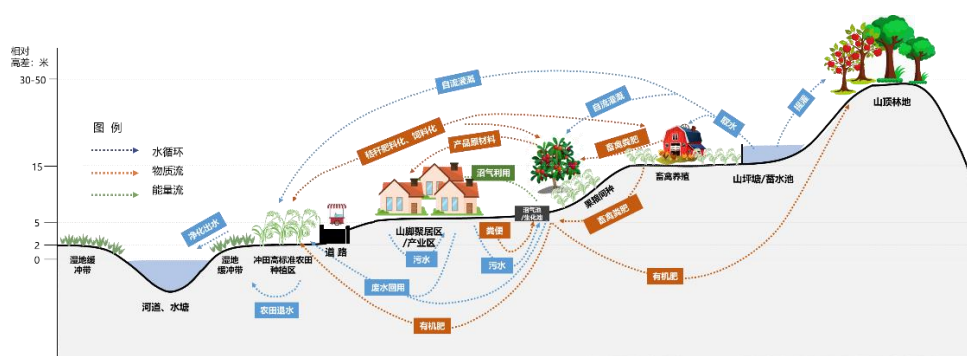 相对
高差：米
30-50
15
5
2
0
图 例
水循环
物质流
能量流
自流灌溉
自流灌溉
取水
提灌
秸秆肥料化、饲料化
产品原材料
畜禽粪肥
沼气利用
山顶林地
畜禽养殖
山坪塘/蓄水池
果粮间种
沼气池
/生化池
畜禽粪肥
粪便
山脚聚居区
/产业区
污水
污水
道 路
净化出水
湿地缓
冲带
湿地
缓冲带
冲田高标准农田
种植区
河道、水塘
农田退水
废水回用
有机肥
有机肥